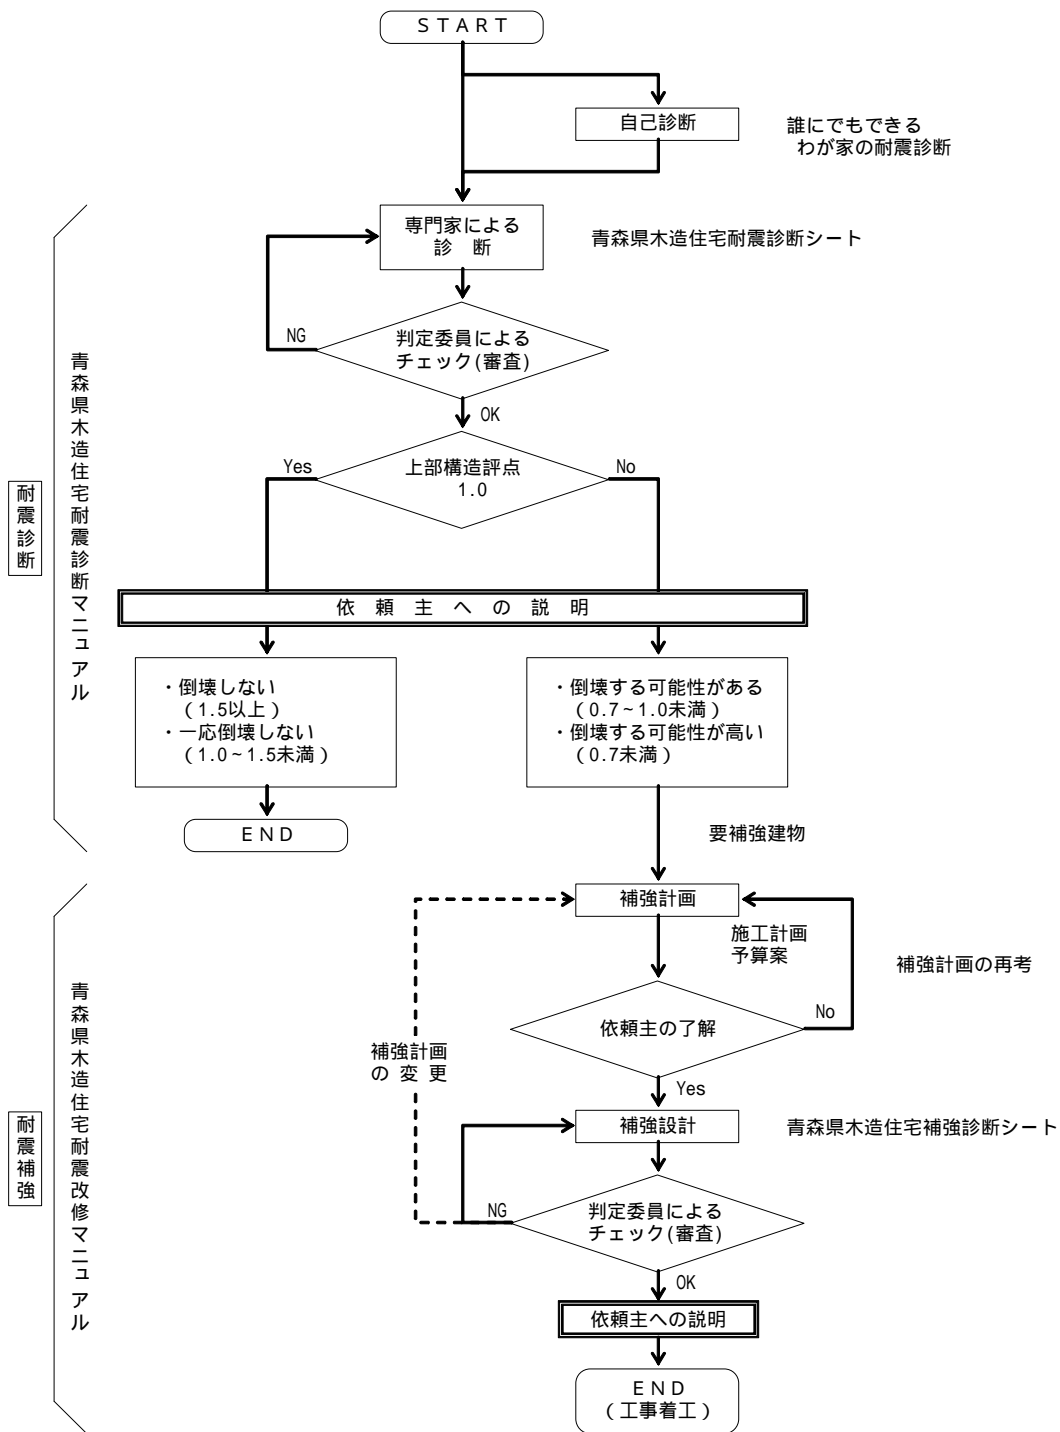 START
自己診断
誰にでもできる
わが家の耐震診断
専門家による
診 断
青森県木造住宅耐震診断シート
判定委員による
チェック(審査)
NG
OK
上部構造評点
1.0
Yes
No
依 頼 主 へ の 説 明
・倒壊しない
(1.5以上)
・一応倒壊しない
(1.0~1.5未満)
・倒壊する可能性がある
(0.7~1.0未満)
・倒壊する可能性が高い
(0.7未満)
END
要補強建物
耐震診断
青森県木造住宅耐震診断マニュアル
補強計画
施工計画
予算案
補強計画の再考
依頼主の了解
No
Yes
補強計画
の 変 更
補強設計
青森県木造住宅補強診断シート
判定委員による
チェック(審査)
NG
OK
依頼主への説明
END
(工事着工)
耐震補強
青森県木造住宅耐震改修マニュアル